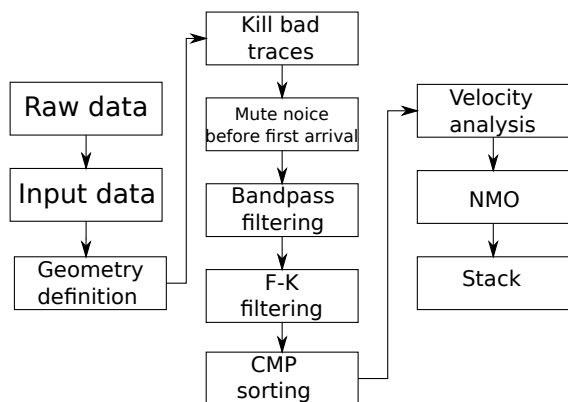 Raw data
Input data
Geometry
definition
Kill bad
traces
Mute noice
before first arrival
Bandpass
filtering
F-K
filtering
CMP
sorting
Velocity
analysis
NMO
Stack